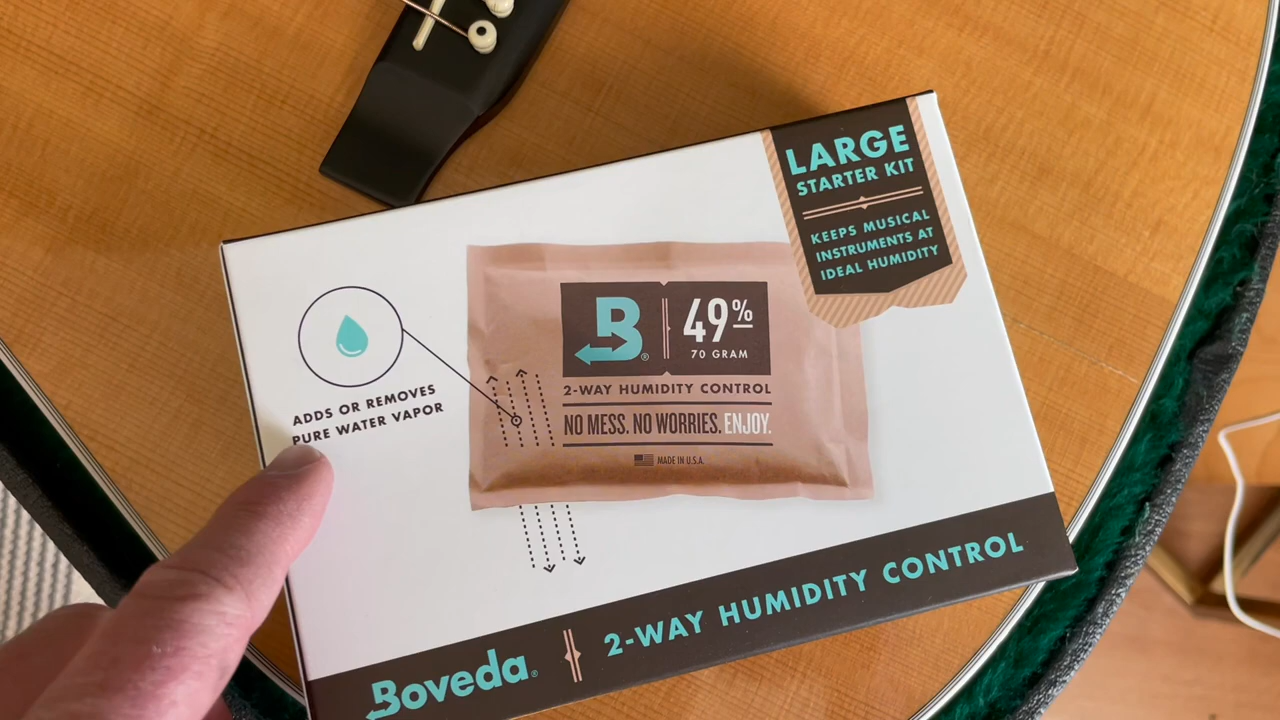 LARGE
STARTER KIT
KEEPS MUSICAL
INSTRUMENTS AT
IDEAL HUMIDITY
B®
49%
70 GRAM
2-WAY HUMIDITY CONTROL
NO MESS. NO WORRIES. ENJOY.
MADE IN U.S.A.
ADDS OR REMOVES
PURE WATER VAPOR
Boveda® 2-WAY HUMIDITY CONTROL